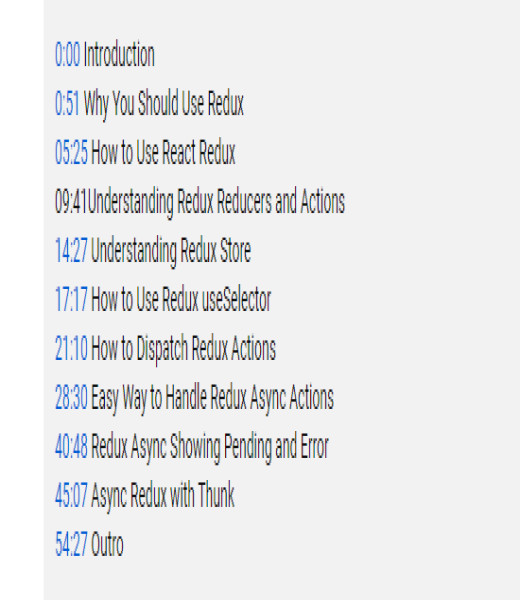 0:00 Introduction
0:51 Why You Should Use Redux
05:25 How to Use React Redux
09:41Understanding Redux Reducers and Actions
14:27 Understanding Redux Store
17:17 How to Use Redux useSelector
21:10 How to Dispatch Redux Actions
28:30 Easy Way to Handle Redux Async Actions
40:48 Redux Async Showing Pending and Error
45:07 Async Redux with Thunk
54:27 Outro